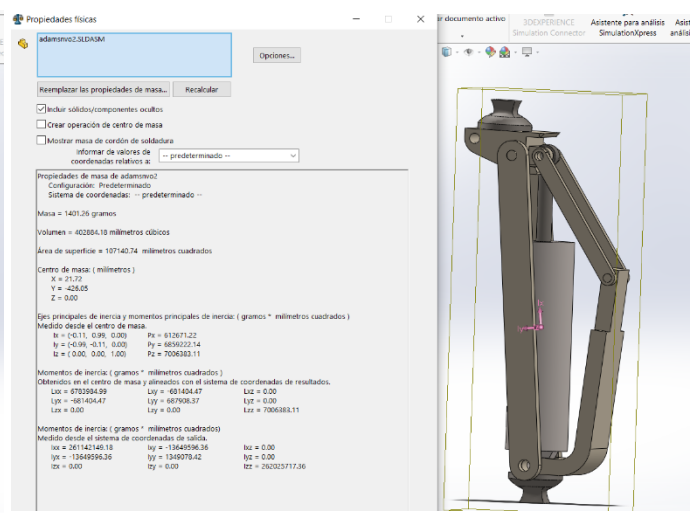 Propiedades físicas
adamsnvo2.SLDASM
Opciones...
Reemplazar las propiedades de masa...
Recalcular
Incluir sólidos/componentes ocultos
Crear operación de centro de masa
Mostrar masa de cordón de soldadura
Informar de valores de
coordenadas relativos a:
-- predeterminado --
Propiedades de masa de adamsnvo2
Configuración: Predeterminado
Sistema de coordenadas: -- predeterminado --
Masa = 1401.26 gramos
Volumen = 402884.18 milímetros cúbicos
Área de superficie = 107140.74 milímetros cuadrados
Centro de masa: ( milímetros )
X = 21.72
Y = -426.05
Z = 0.00
Ejes principales de inercia y momentos principales de inercia: ( gramos * milímetros cuadrados )
Medido desde el centro de masa.
Ix = (-0.11, 0.99, 0.00) Px = 612671.22
Iy = (-0.99, -0.11, 0.00) Py = 6859222.14
Iz = ( 0.00, 0.00, 1.00) Pz = 7006383.11
Momentos de inercia: ( gramos * milímetros cuadrados )
Obtenidos en el centro de masa y alineados con el sistema de coordenadas de resultados.
Lxx = 6783984.99 Lxy = -681404.47 Lxz = 0.00
Lyx = -681404.47 Lyy = 687908.37 Lyz = 0.00
Lzx = 0.00 Lzy = 0.00 Lzz = 7006383.11
Momentos de inercia: ( gramos * milímetros cuadrados)
Medido desde el sistema de coordenadas de salida.
Ixx = 261142149.18 Ixy = -13649596.36 Ixz = 0.00
Iyx = -13649596.36 Iyy = 1349078.42 Iyz = 0.00
Izx = 0.00 Izy = 0.00 Izz = 262025717.36
ir documento activo
3DEXPERIENCE
Simulation Connector
Asistente para análisis
SimulationXpress
Asist
análisi